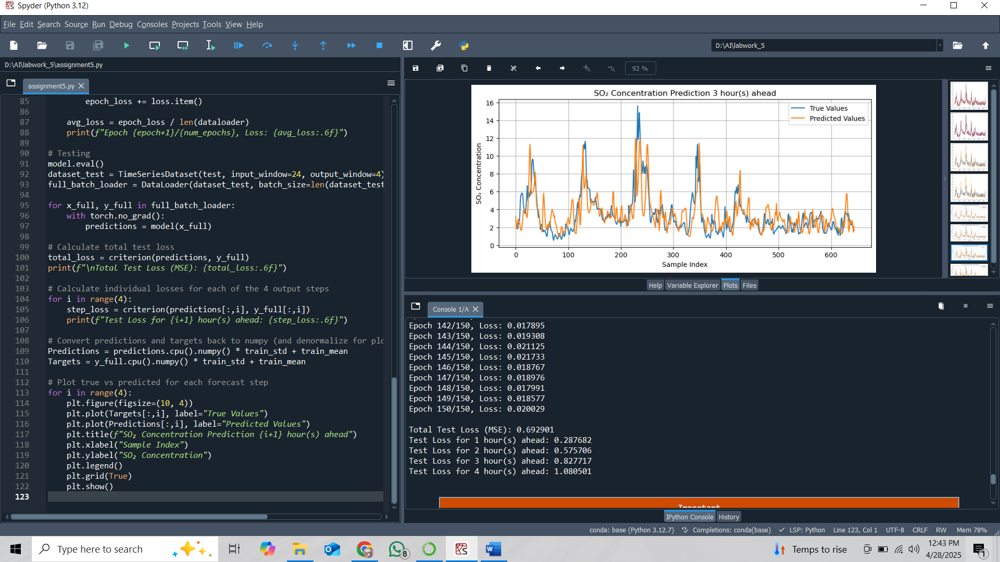 Spyder (Python 3.12)
File Edit Search Source Run Debug Consoles Projects Tools View Help
D:\AI\labwork_5
D:\AI\labwork_5\assignment5.py
assignment5.py
85 epoch_loss += loss.item()
86
87 avg_loss = epoch_loss / len(dataloader)
88 print(f"Epoch {epoch+1}/{num_epochs}, Loss: {avg_loss:.6f}")
89
90 # Testing
91 model.eval()
92 dataset_test = TimeSeriesDataset(test, input_window=24, output_window=4)
93 full_batch_loader = DataLoader(dataset_test, batch_size=len(dataset_test
94
95 for x_full, y_full in full_batch_loader:
96 with torch.no_grad():
97 predictions = model(x_full)
98
99 # Calculate total test loss
100 total_loss = criterion(predictions, y_full)
101 print(f"\nTotal Test Loss (MSE): {total_loss:.6f}")
102
103 # Calculate individual losses for each of the 4 output steps
104 for i in range(4):
105 step_loss = criterion(predictions[:,i], y_full[:,i])
106 print(f"Test Loss for {i+1} hour(s) ahead: {step_loss:.6f}")
107
108 # Convert predictions and targets back to numpy (and denormalize for plo
109 Predictions = predictions.cpu().numpy() * train_std + train_mean
110 Targets = y_full.cpu().numpy() * train_std + train_mean
111
112 # Plot true vs predicted for each forecast step
113 for i in range(4):
114 plt.figure(figsize=(10, 4))
115 plt.plot(Targets[:,i], label="True Values")
116 plt.plot(Predictions[:,i], label="Predicted Values")
117 plt.title(f"SO₂ Concentration Prediction {i+1} hour(s) ahead")
118 plt.xlabel("Sample Index")
119 plt.ylabel("SO₂ Concentration")
120 plt.legend()
121 plt.grid(True)
122 plt.show()
123
92 %
SO₂ Concentration Prediction 3 hour(s) ahead
True Values
Predicted Values
SO₂ Concentration
16
14
12
10
8
6
4
2
0
0 100 200 300 400 500 600
Sample Index
Help Variable Explorer Plots Files
Console 1/A
Epoch 142/150, Loss: 0.017895
Epoch 143/150, Loss: 0.019308
Epoch 144/150, Loss: 0.021125
Epoch 145/150, Loss: 0.021733
Epoch 146/150, Loss: 0.018767
Epoch 147/150, Loss: 0.018976
Epoch 148/150, Loss: 0.017991
Epoch 149/150, Loss: 0.018577
Epoch 150/150, Loss: 0.020029
Total Test Loss (MSE): 0.692901
Test Loss for 1 hour(s) ahead: 0.287682
Test Loss for 2 hour(s) ahead: 0.575706
Test Loss for 3 hour(s) ahead: 0.827717
Test Loss for 4 hour(s) ahead: 1.080501
Important
IPython Console History
conda: base (Python 3.12.7) Completions: conda(base) LSP: Python Line 123, Col 1 UTF-8 CRLF RW Mem 78%
Type here to search
8
W
Temps to rise
12:43 PM
4/28/2025
1